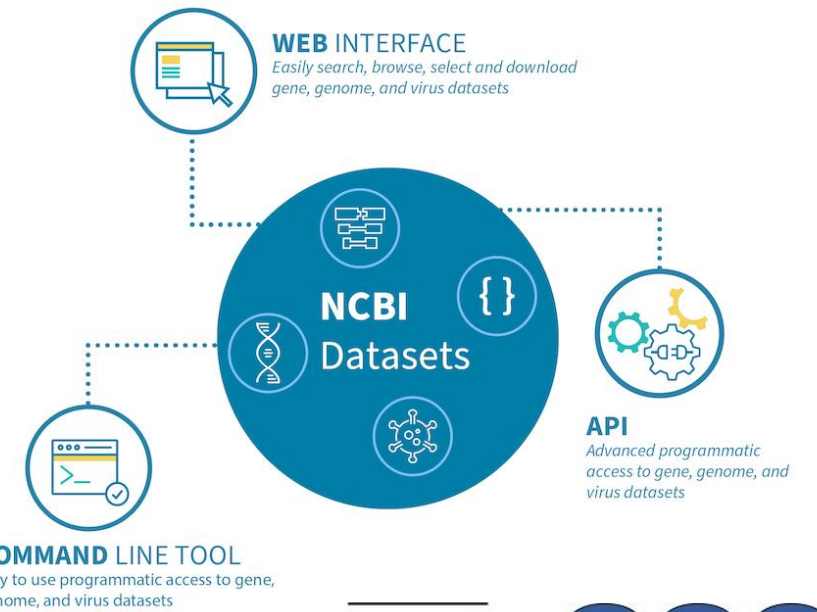 WEB INTERFACE
Easily search, browse, select and download
gene, genome, and virus datasets
{ }
NCBI
Datasets
API
Advanced programmatic
access to gene, genome, and
virus datasets
>_
OMMAND LINE TOOL
y to use programmatic access to gene,
nome, and virus datasets